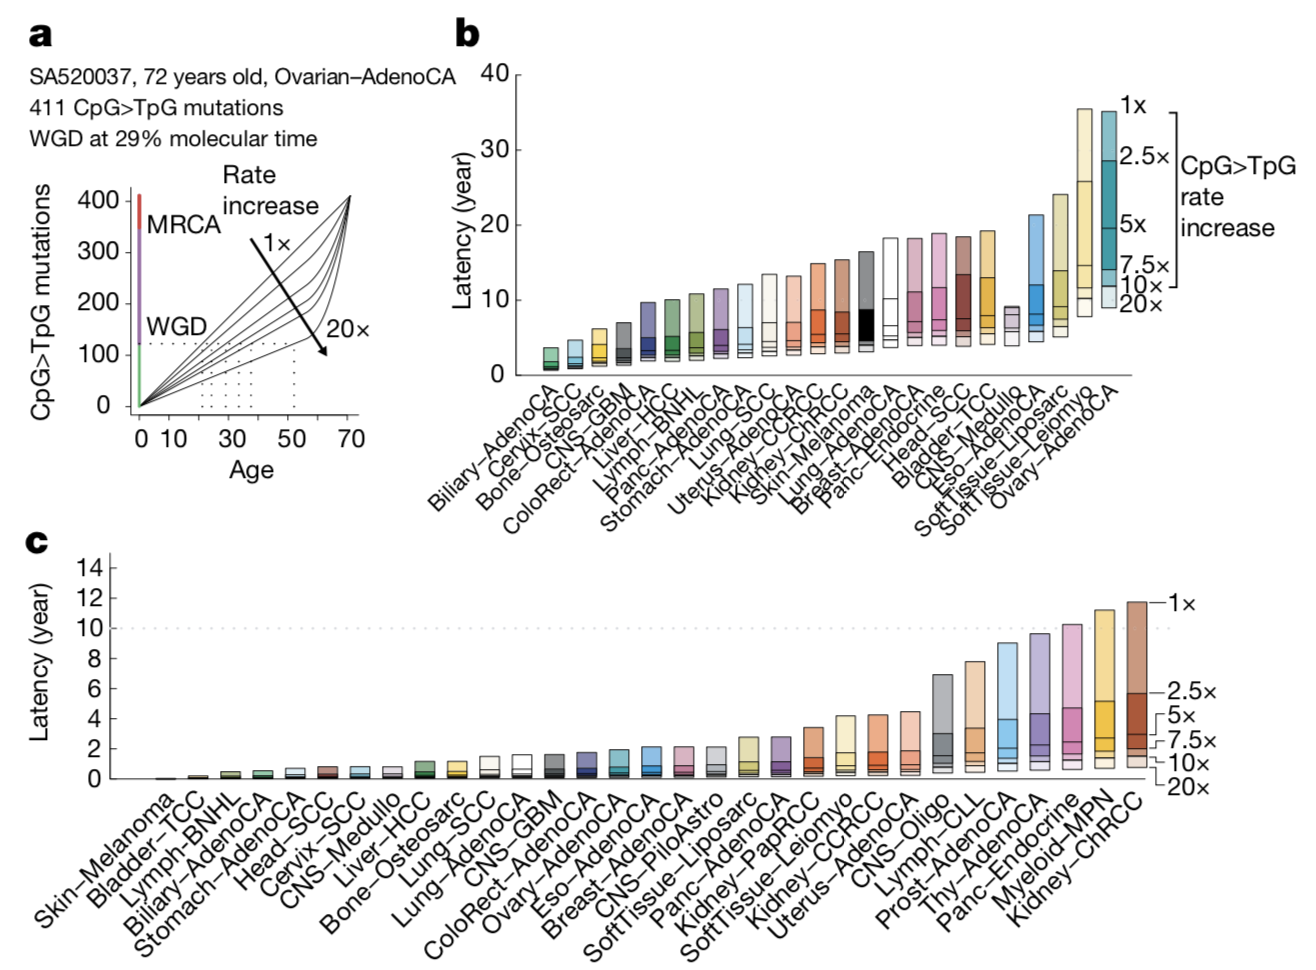 a
SA520037, 72 years old, Ovarian–AdenoCA
411 CpG>TpG mutations
WGD at 29% molecular time
CpG>TpG mutations
400
300
200
100
0
MRCA
WGD
Rate
increase
1×
20×
0 10 30 50 70
Age
b
Latency (year)
40
30
20
10
0
1×
2.5×
5×
7.5×
10×
20×
CpG>TpG
rate
increase
Biliary–AdenoCA
Cervix–SCC
Bone–Osteosarc
CNS–GBM
ColoRect–AdenoCA
Liver–HCC
Lymph–BNHL
Panc–AdenoCA
Stomach–AdenoCA
Lung–SCC
Uterus–AdenoCA
Kidney–CCRCC
Kidney–ChRCC
Skin–Melanoma
Lung–AdenoCA
Breast–AdenoCA
Panc–Endocrine
Head–SCC
Bladder–TCC
CNS–Medullo
Eso–AdenoCA
SoftTissue–Liposarc
SoftTissue–Leiomyo
Ovary–AdenoCA
c
Latency (year)
14
12
10
8
6
4
2
0
1×
2.5×
5×
7.5×
10×
20×
Skin–Melanoma
Bladder–TCC
Lymph–BNHL
Biliary–AdenoCA
Stomach–AdenoCA
Head–SCC
Cervix–SCC
CNS–Medullo
Liver–HCC
Bone–Osteosarc
Lung–SCC
Lung–AdenoCA
CNS–GBM
ColoRect–AdenoCA
Ovary–AdenoCA
Eso–AdenoCA
Breast–AdenoCA
CNS–PiloAstro
SoftTissue–Liposarc
Panc–AdenoCA
Kidney–PapRCC
SoftTissue–Leiomyo
Kidney–CCRCC
Uterus–AdenoCA
CNS–Oligo
Lymph–CLL
Prost–AdenoCA
Thy–AdenoCA
Panc–Endocrine
Myeloid–MPN
Kidney–ChRCC